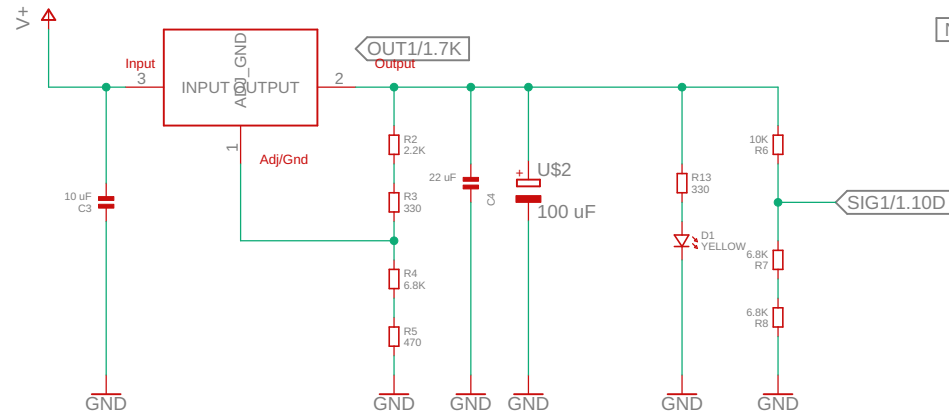 V+
OUT1/1.7K
N
Input
Output
3
INPUT
ADJ_GND
OUTPUT
2
1
Adj/Gnd
R2
2.2K
10K
R6
22 uF
C4
U$2
+
100 uF
R13
330
10 uF
C3
R3
330
SIG1/1.10D
D1
YELLOW
R4
6.8K
6.8K
R7
R5
470
6.8K
R8
GND
GND
GND
GND
GND
GND